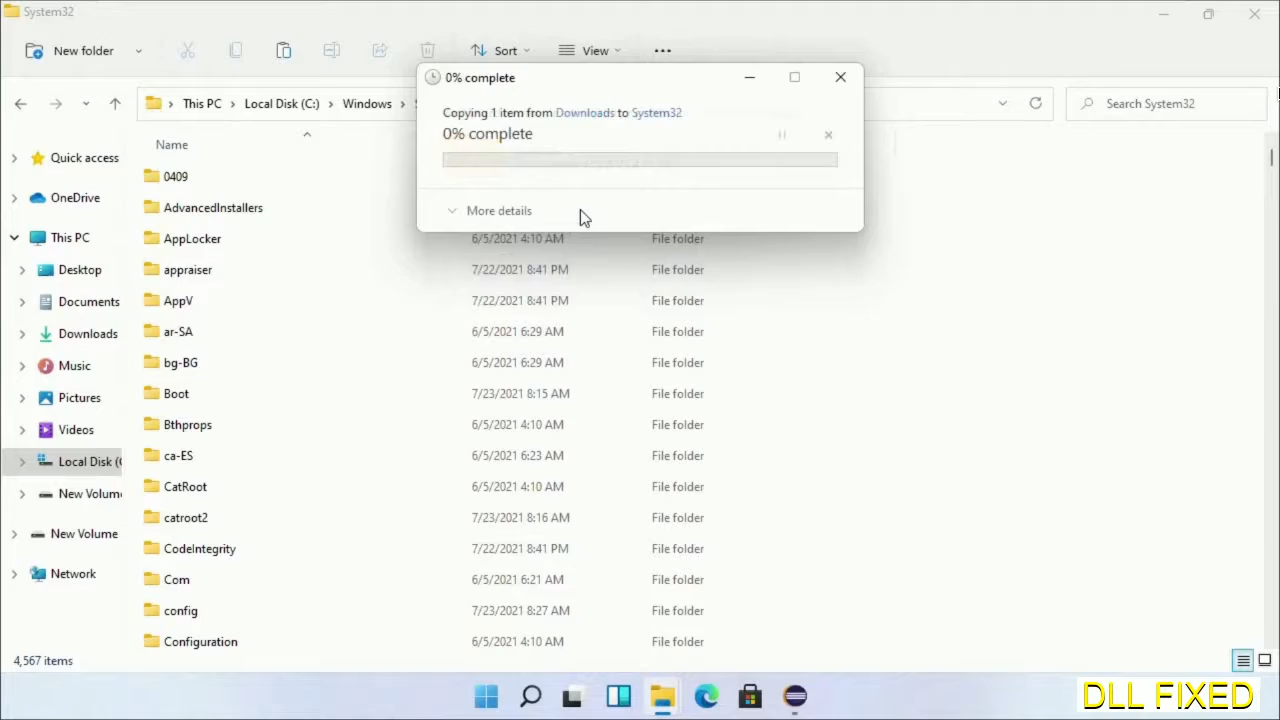 System32
New folder
Sort
View
0% complete
Copying 1 item from Downloads to System32
0% complete
More details
This PC
Local Disk (C:)
Windows
Search System32
Name
Quick access
OneDrive
This PC
Desktop
Documents
Downloads
Music
Pictures
Videos
Local Disk (
New Volum
New Volume
Network
0409
AdvancedInstallers
AppLocker 6/5/2021 4:10 AM File folder
appraiser 7/22/2021 8:41 PM File folder
AppV 7/22/2021 8:41 PM File folder
ar-SA 6/5/2021 6:29 AM File folder
bg-BG 6/5/2021 6:29 AM File folder
Boot 7/23/2021 8:15 AM File folder
Bthprops 6/5/2021 4:10 AM File folder
ca-ES 6/5/2021 6:23 AM File folder
CatRoot 6/5/2021 4:10 AM File folder
catroot2 7/23/2021 8:16 AM File folder
CodeIntegrity 7/22/2021 8:41 PM File folder
Com 6/5/2021 6:21 AM File folder
config 7/23/2021 8:27 AM File folder
Configuration 6/5/2021 4:10 AM File folder
4,567 items
DLL FIXED